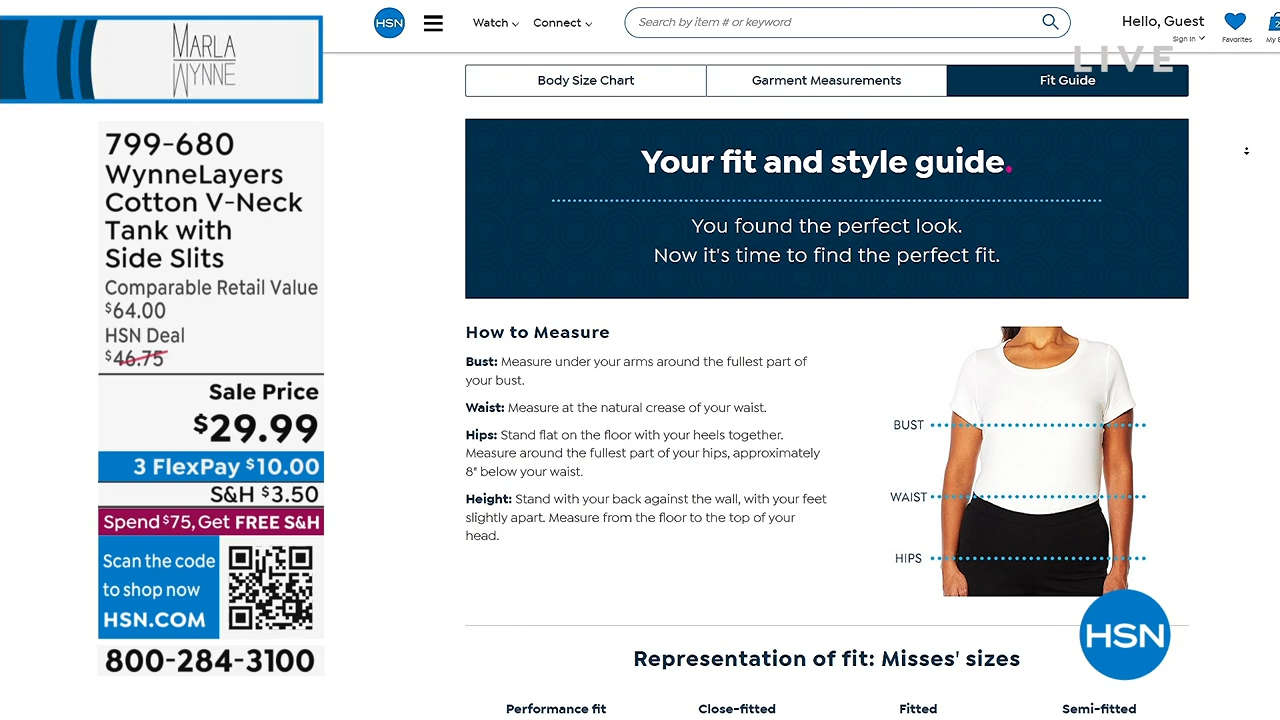 MARLA
WYNNE
799-680
WynneLayers
Cotton V-Neck
Tank with
Side Slits
Comparable Retail Value
$64.00
HSN Deal
$46.75
Sale Price
$29.99
3 FlexPay $10.00
S&H $3.50
Spend $75, Get FREE S&H
Scan the code
to shop now
HSN.COM
800-284-3100
HSN
Watch
Connect
Search by item # or keyword
Hello, Guest
Sign In
Favorites
My
2
LIVE
Body Size Chart
Garment Measurements
Fit Guide
Your fit and style guide.
You found the perfect look.
Now it's time to find the perfect fit.
How to Measure
Bust: Measure under your arms around the fullest part of
your bust.
Waist: Measure at the natural crease of your waist.
Hips: Stand flat on the floor with your heels together.
Measure around the fullest part of your hips, approximately
8" below your waist.
Height: Stand with your back against the wall, with your feet
slightly apart. Measure from the floor to the top of your
head.
BUST
WAIST
HIPS
HSN
Representation of fit: Misses' sizes
Performance fit
Close-fitted
Fitted
Semi-fitted